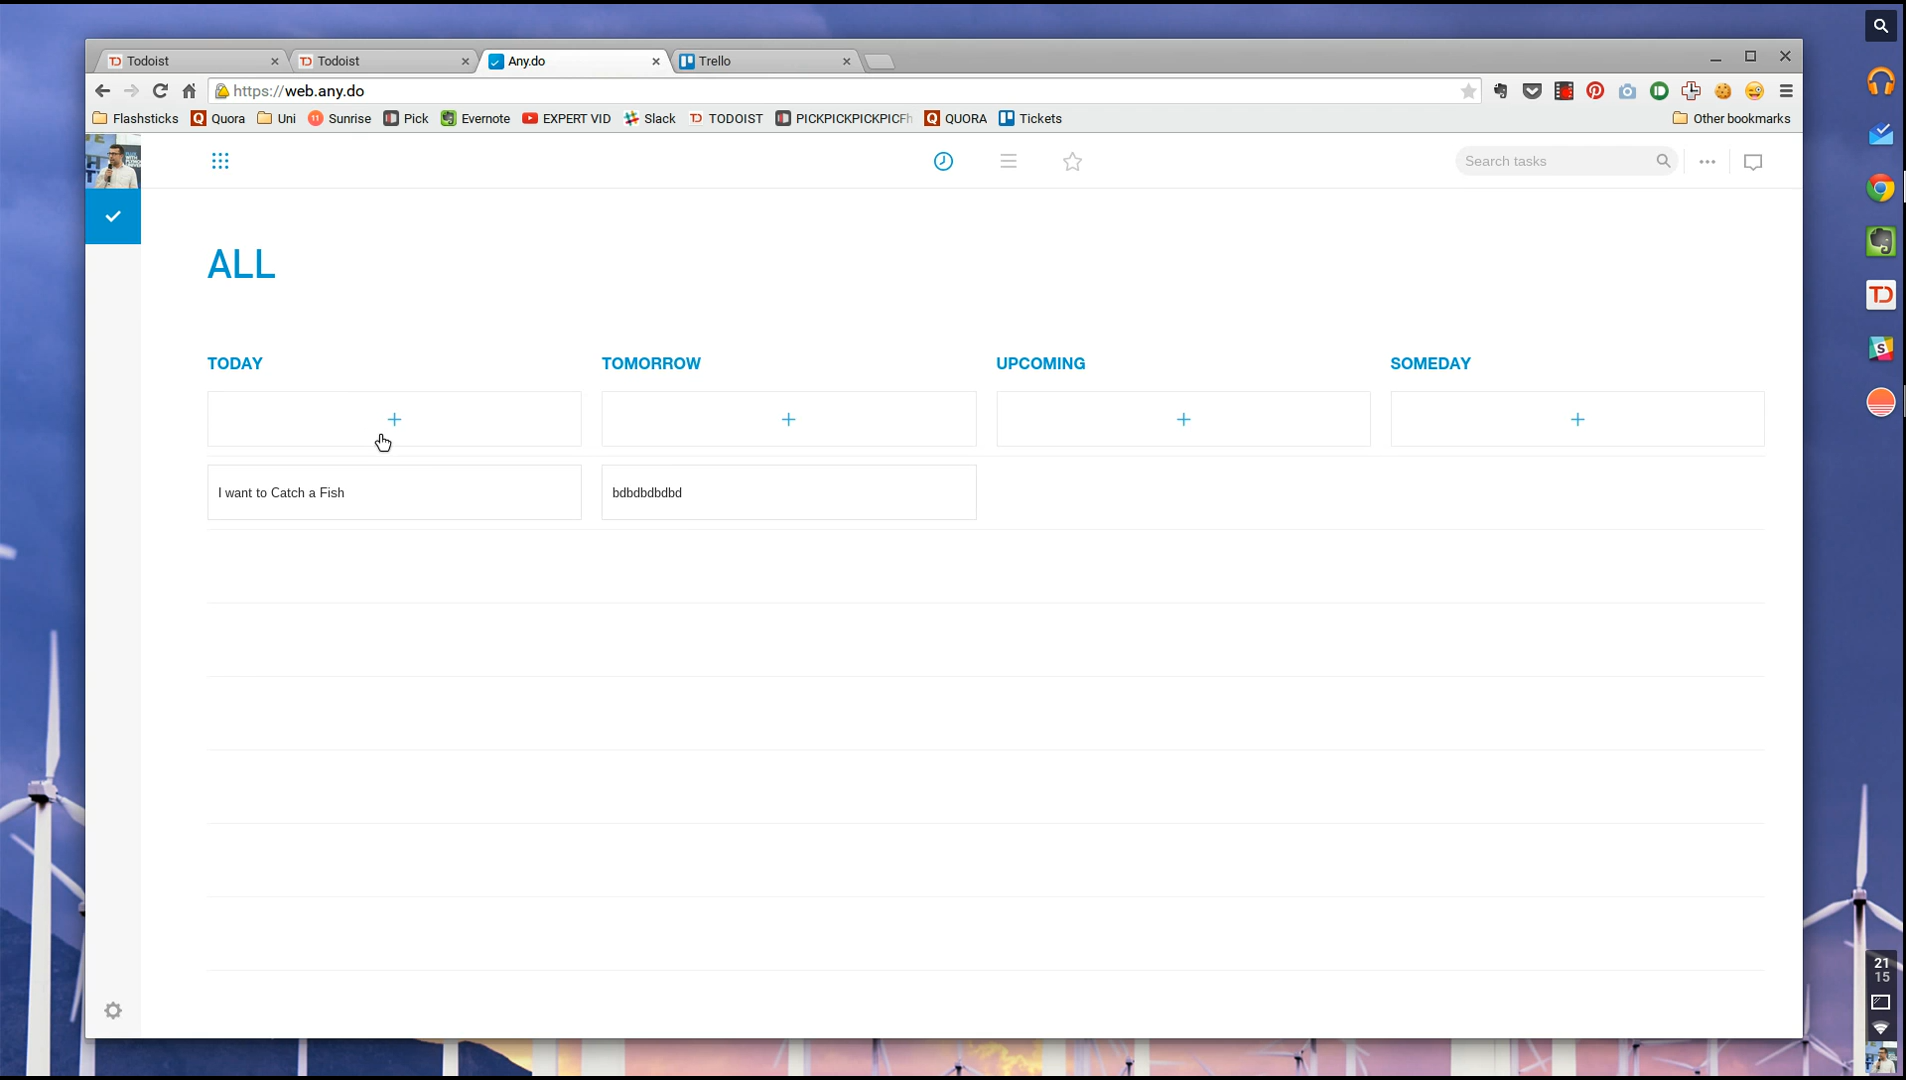 Todoist
Todoist
Any.do
Trello
https://web.any.do
Flashsticks
Quora
Uni
11
Sunrise
Pick
Evernote
EXPERT VID
Slack
TODOIST
PICKPICKPICKPICF
QUORA
Tickets
Other bookmarks
Search tasks
ALL
TODAY
TOMORROW
UPCOMING
SOMEDAY
I want to Catch a Fish
bdbdbdbdbd
21
15